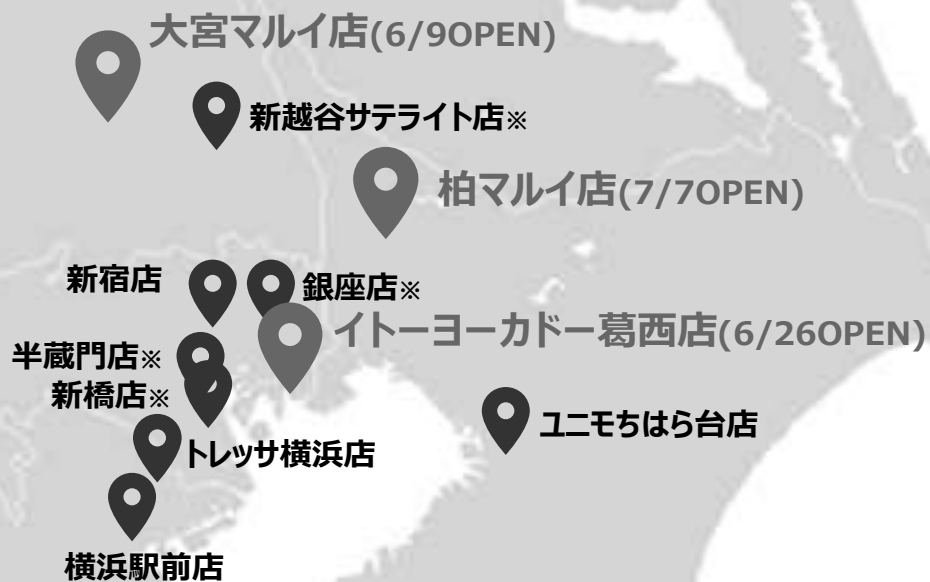 大宮マルイ店(6/9OPEN)
新越谷サテライト店※
柏マルイ店(7/7OPEN)
新宿店
銀座店※
イトーヨーカドー葛西店(6/26OPEN)
半蔵門店※
新橋店※
ユニモちはら台店
トレッサ横浜店
横浜駅前店